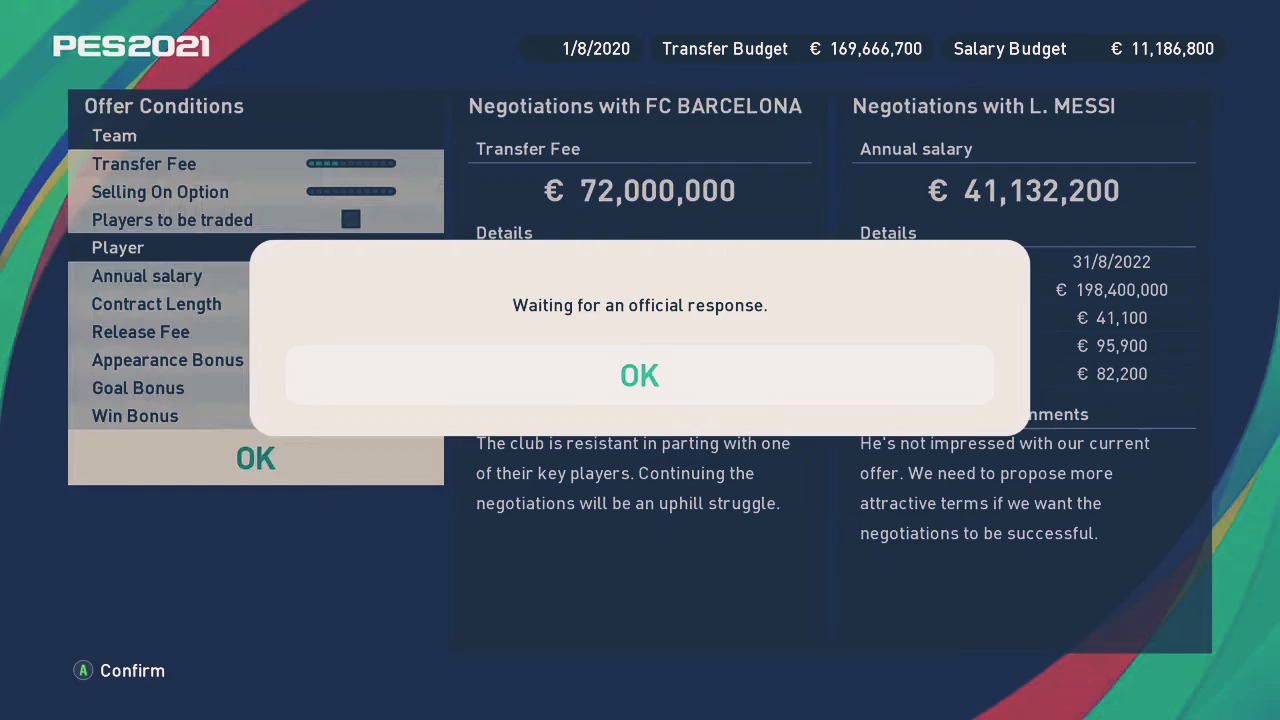 PES2021
1/8/2020
Transfer Budget € 169,666,700
Salary Budget € 11,186,800
Offer Conditions
Team
Transfer Fee
Selling On Option
Players to be traded
Player
Annual salary
Contract Length
Release Fee
Appearance Bonus
Goal Bonus
Win Bonus
OK
Negotiations with FC BARCELONA
Transfer Fee
€ 72,000,000
Details
The club is resistant in parting with one
of their key players. Continuing the
negotiations will be an uphill struggle.
Negotiations with L. MESSI
Annual salary
€ 41,132,200
Details
31/8/2022
€ 198,400,000
€ 41,100
€ 95,900
€ 82,200
mments
He's not impressed with our current
offer. We need to propose more
attractive terms if we want the
negotiations to be successful.
Waiting for an official response.
OK
A Confirm